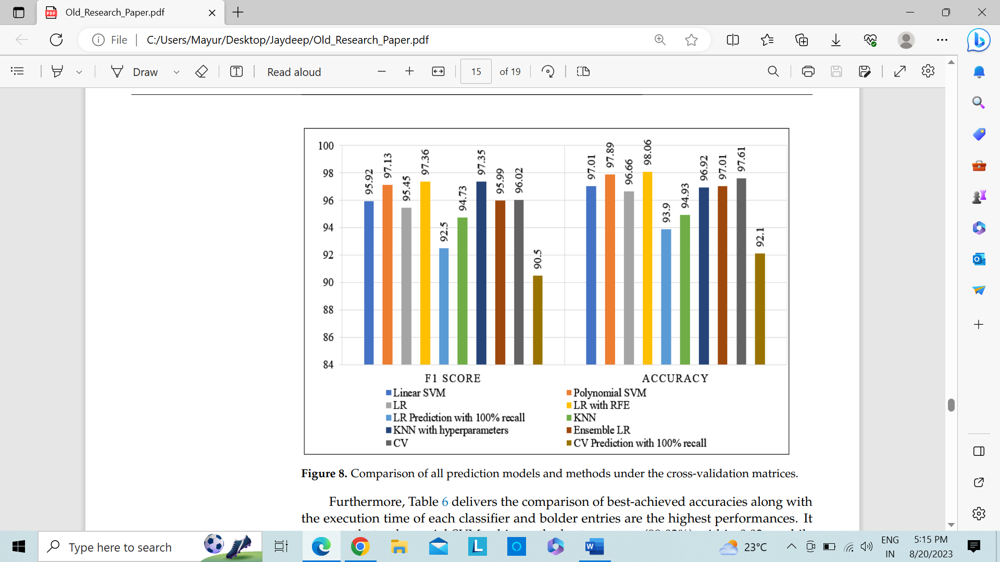 Old_Research_Paper.pdf
File
C:/Users/Mayur/Desktop/Jaydeep/Old_Research_Paper.pdf
Draw
Read aloud
15 of 19
100
98
96
94
92
90
88
86
84
95.92
97.13
95.45
97.36
92.5
94.73
97.35
95.99
96.02
90.5
97.01
97.89
96.66
98.06
93.9
94.93
96.92
97.01
97.61
92.1
F1 SCORE
ACCURACY
Linear SVM
Polynomial SVM
LR
LR with RFE
LR Prediction with 100% recall
KNN
KNN with hyperparameters
Ensemble LR
CV
CV Prediction with 100% recall
Figure 8. Comparison of all prediction models and methods under the cross-validation matrices.
Furthermore, Table 6 delivers the comparison of best-achieved accuracies along with
the execution time of each classifier and bolder entries are the highest performances. It
Type here to search
23°C
ENG
IN
5:15 PM
8/20/2023